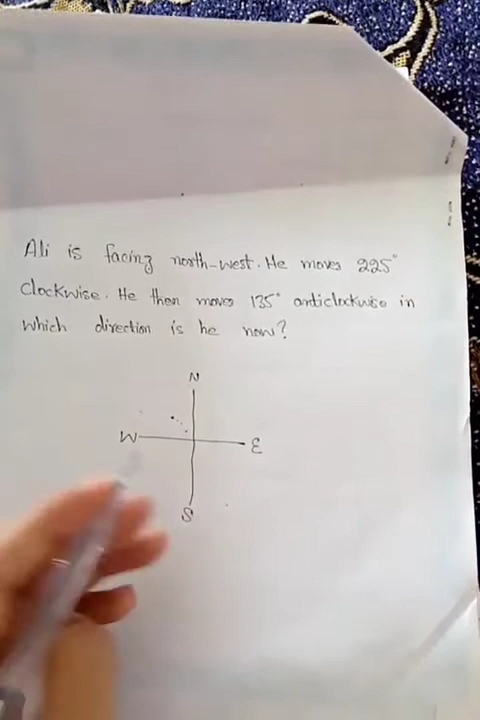 Ali is facing north-west. He moves 225°
Clockwise. He then moves 135° anticlockwise in
which direction is he now?
N
W E
S